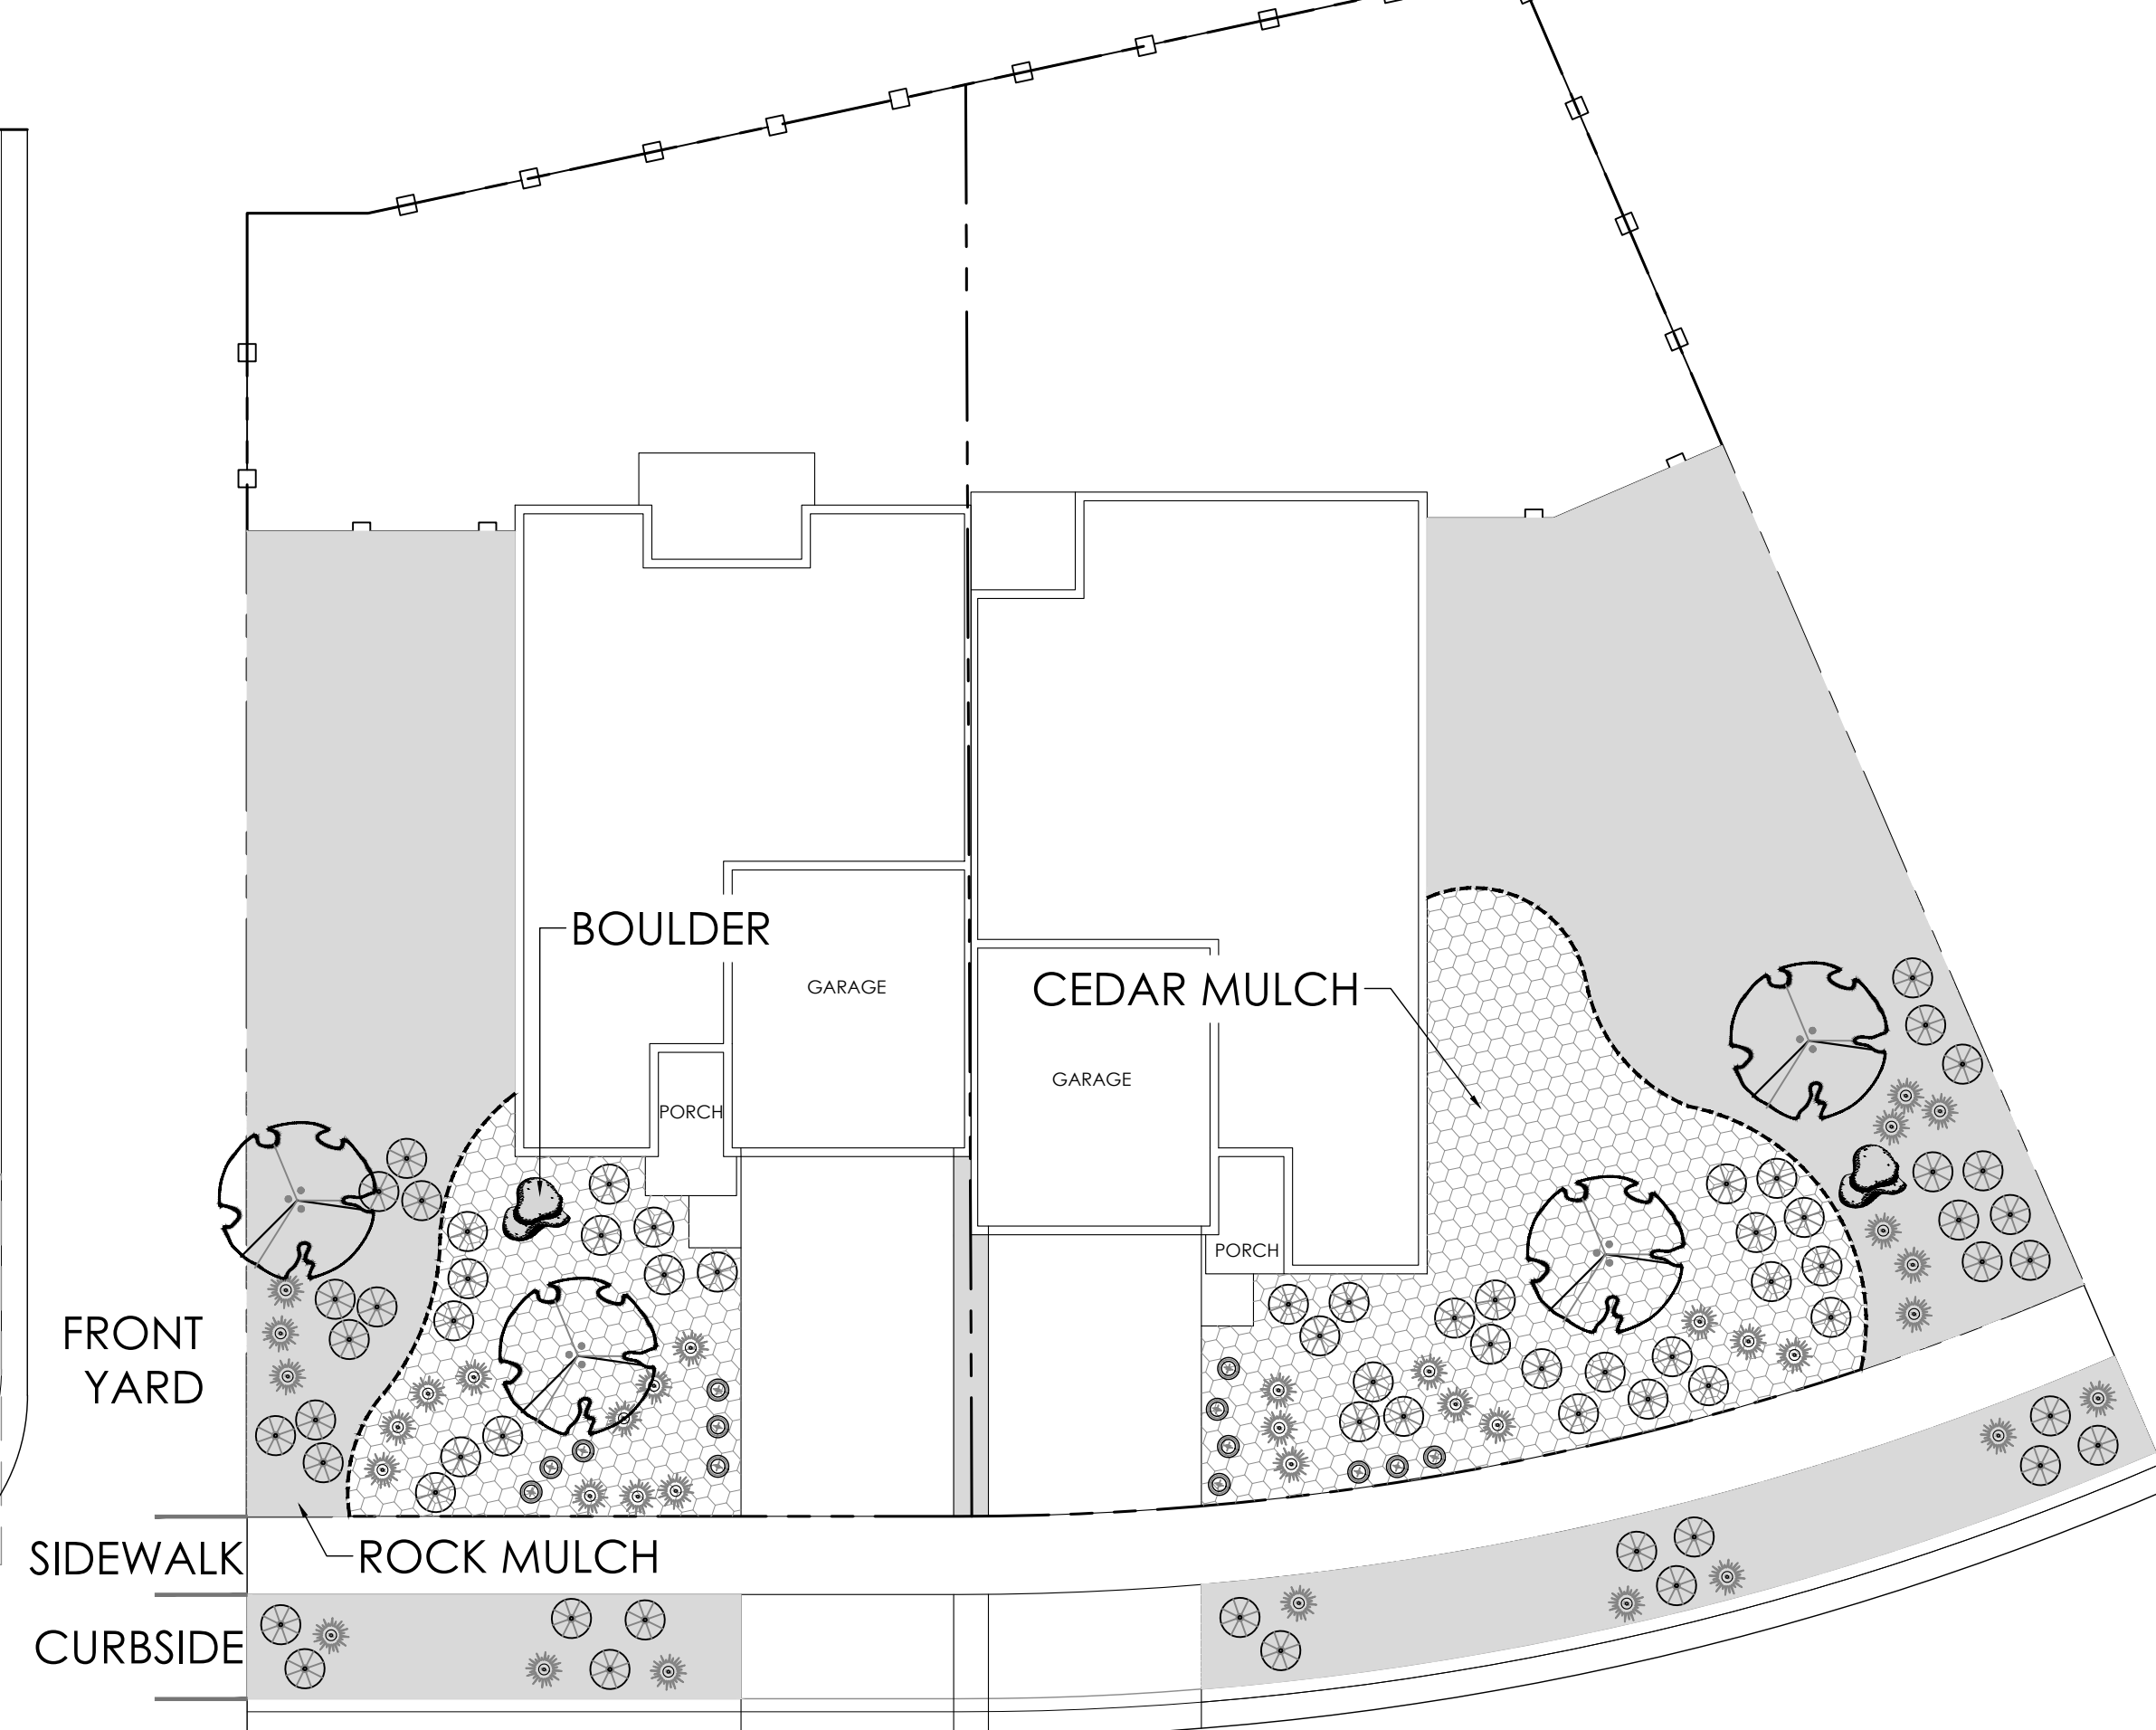 BOULDER
GARAGE
CEDAR MULCH
GARAGE
PORCH
PORCH
FRONT
YARD
SIDEWALK
ROCK MULCH
CURBSIDE